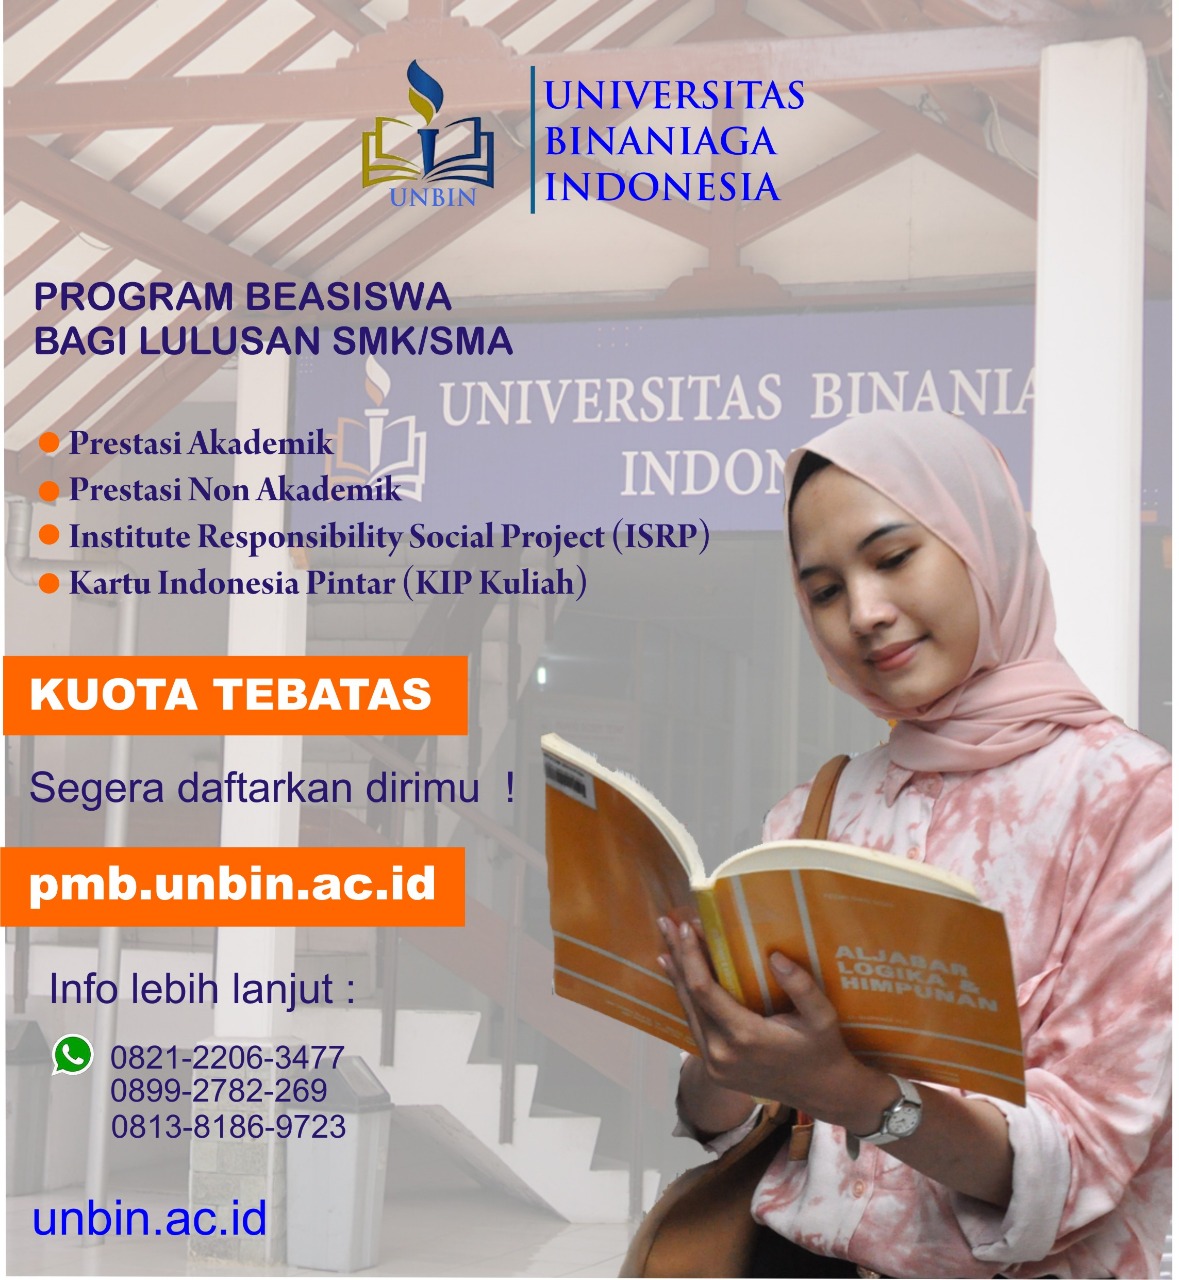 UNBIN
UNIVERSITAS
BINANIAGA
INDONESIA
PROGRAM BEASISWA
BAGI LULUSAN SMK/SMA
UNIVERSITAS BINANIA
INDON
Prestasi Akademik
Prestasi Non Akademik
Institute Responsibility Social Project (ISRP)
Kartu Indonesia Pintar (KIP Kuliah)
KUOTA TEBATAS
Segera daftarkan dirimu !
pmb.unbin.ac.id
ALJABAR
LOGIKA &
HIMPUNAN
Info lebih lanjut :
0821-2206-3477
0899-2782-269
0813-8186-9723
unbin.ac.id